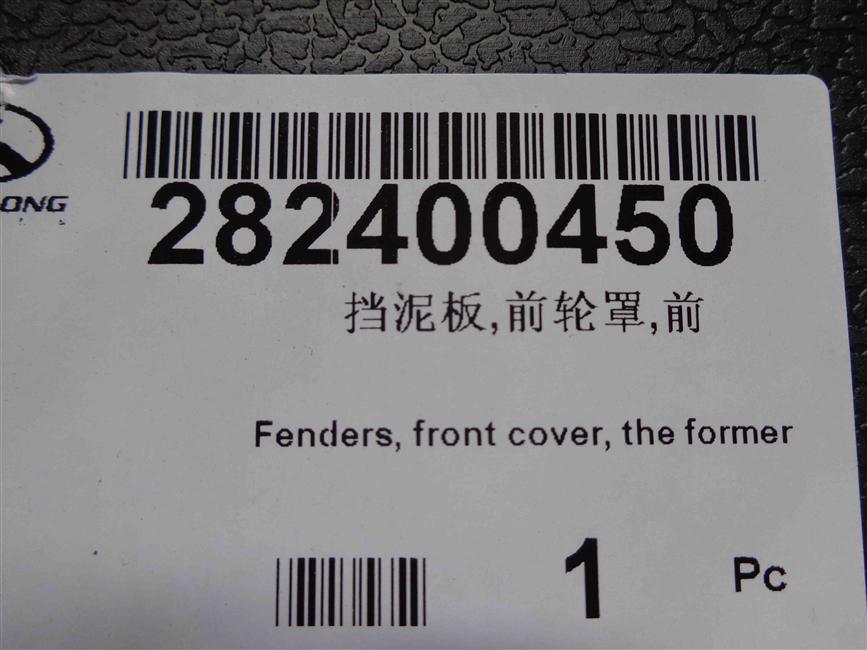 ONG
282400450
挡泥板,前轮罩,前
Fenders, front cover, the former
1 Pc